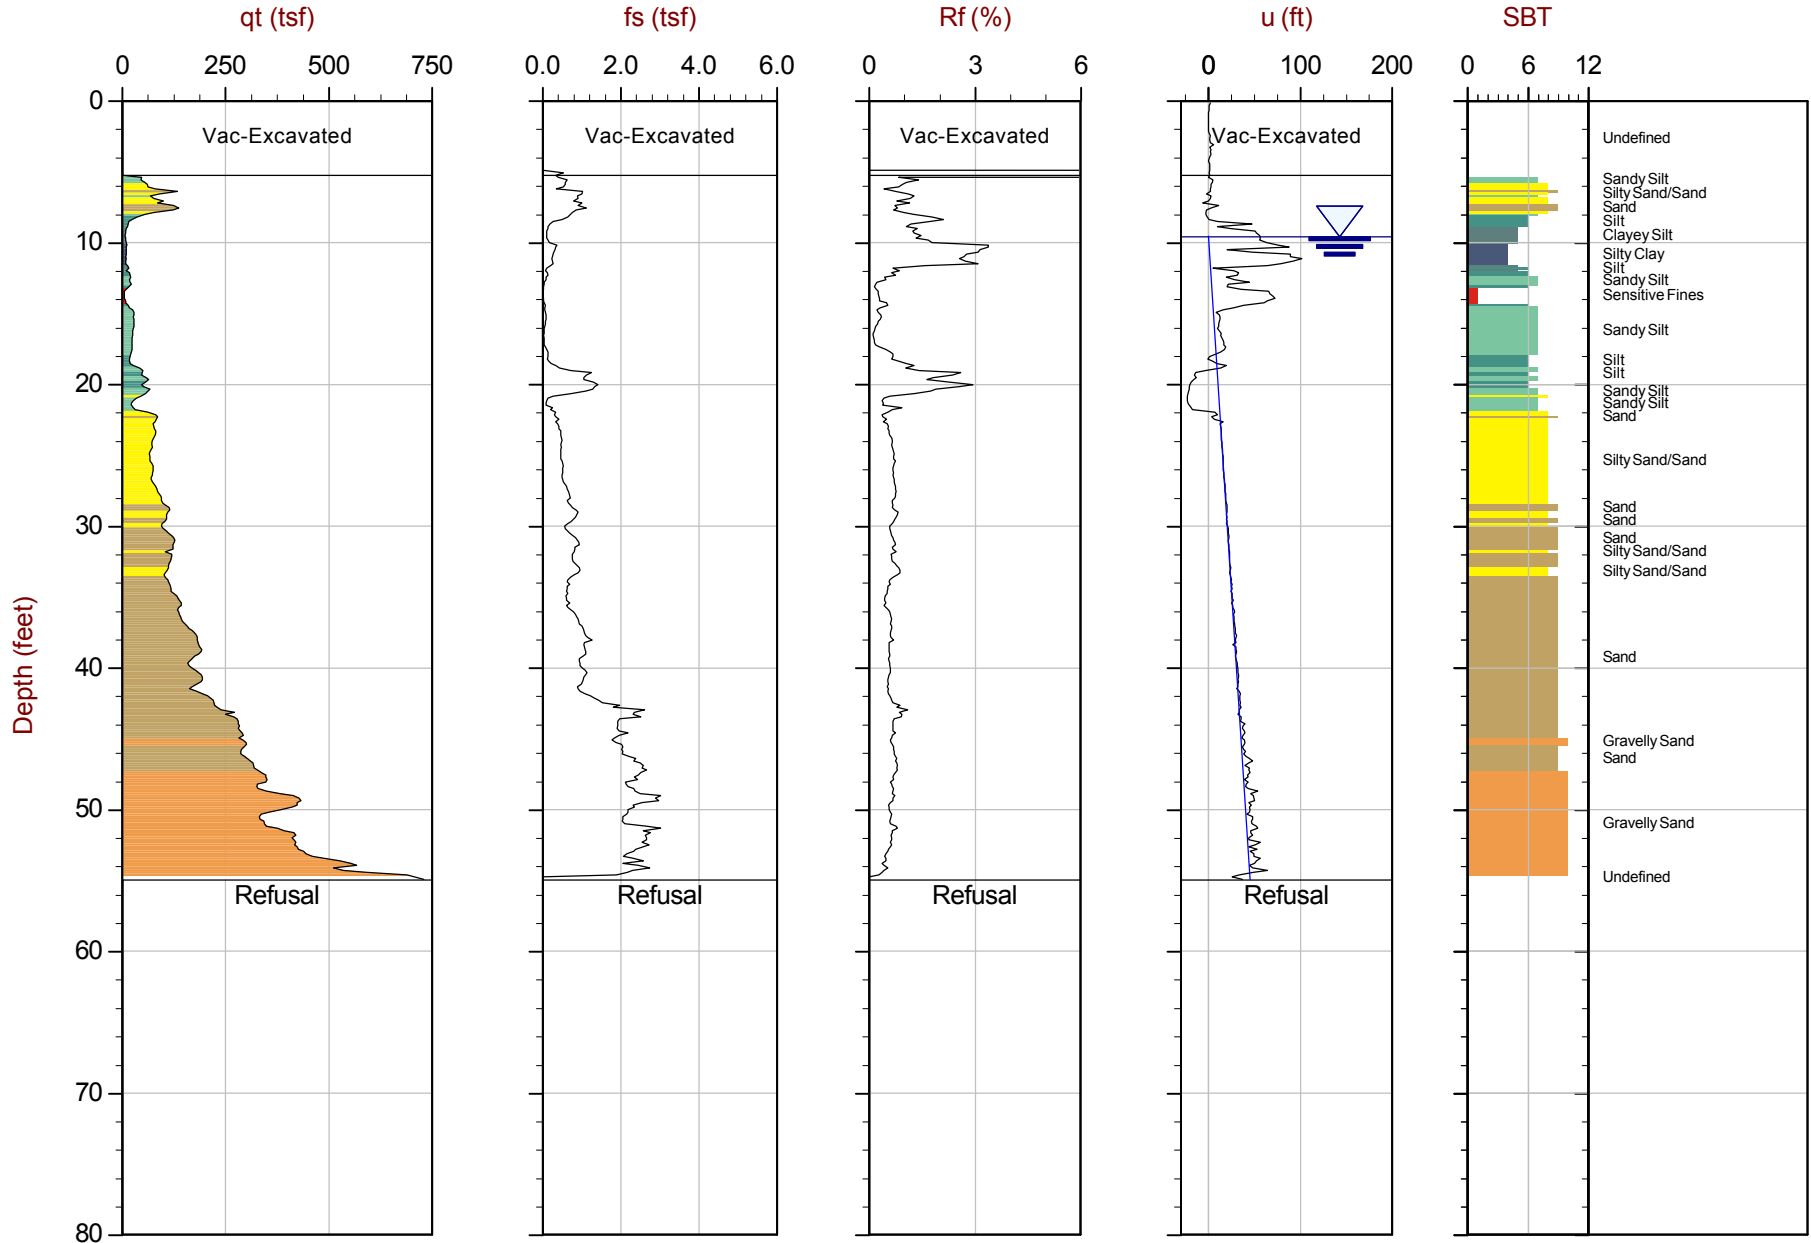 qt (tsf) fs (tsf) Rf (%) u (ft) SBT
0 250 500 750 0.0 2.0 4.0 6.0 0 3 6 0 100 200 0 6 12
0
Vac-Excavated Vac-Excavated Vac-Excavated Vac-Excavated Undefined
Sandy Silt
Silty Sand/Sand
Sand
Silt
Clayey Silt
10
Silty Clay
Silt
Sandy Silt
Sensitive Fines
Sandy Silt
Silt
Silt
20
Sandy Silt
Sandy Silt
Sand
Silty Sand/Sand
Sand
Sand
30
Sand
Silty Sand/Sand
Silty Sand/Sand
Depth (feet)
Sand
40
Gravelly Sand
Sand
50
Gravelly Sand
Undefined
Refusal Refusal Refusal Refusal
60
70
80